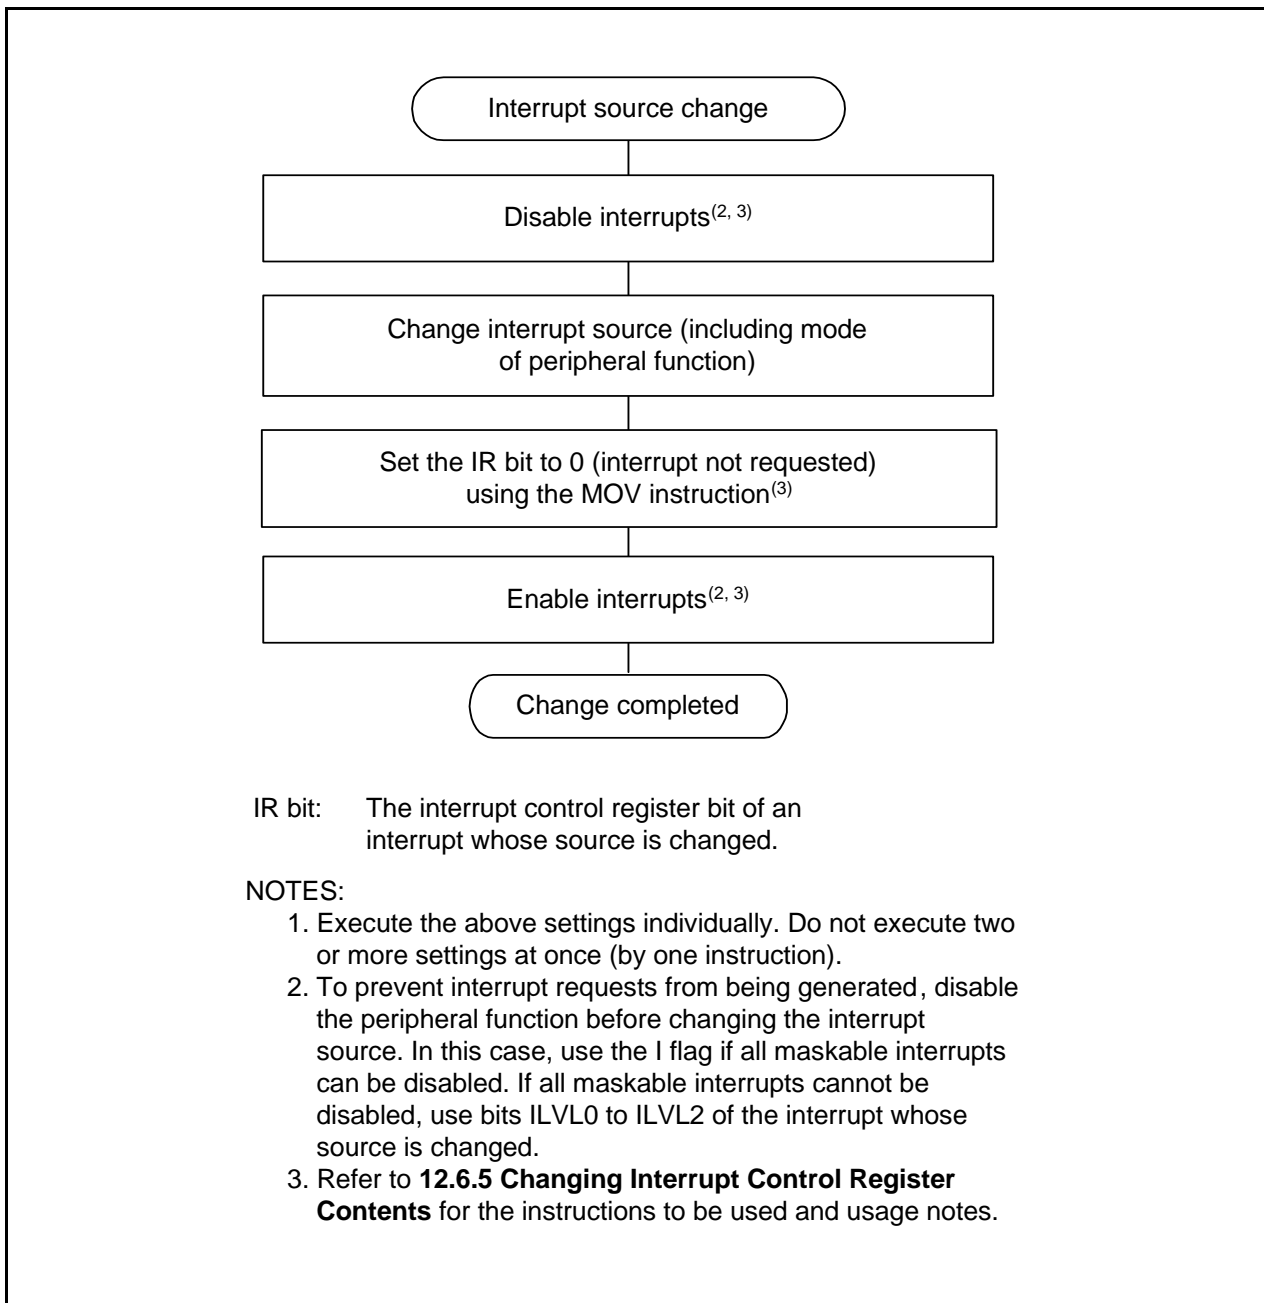 Interrupt source change
Disable interrupts(2, 3)
Change interrupt source (including mode
of peripheral function)
Set the IR bit to 0 (interrupt not requested)
using the MOV instruction(3)
Enable interrupts(2, 3)
Change completed
IR bit: The interrupt control register bit of an
interrupt whose source is changed.
NOTES:
1. Execute the above settings individually. Do not execute two
or more settings at once (by one instruction).
2. To prevent interrupt requests from being generated, disable
the peripheral function before changing the interrupt
source. In this case, use the I flag if all maskable interrupts
can be disabled. If all maskable interrupts cannot be
disabled, use bits ILVL0 to ILVL2 of the interrupt whose
source is changed.
3. Refer to 12.6.5 Changing Interrupt Control Register
Contents for the instructions to be used and usage notes.